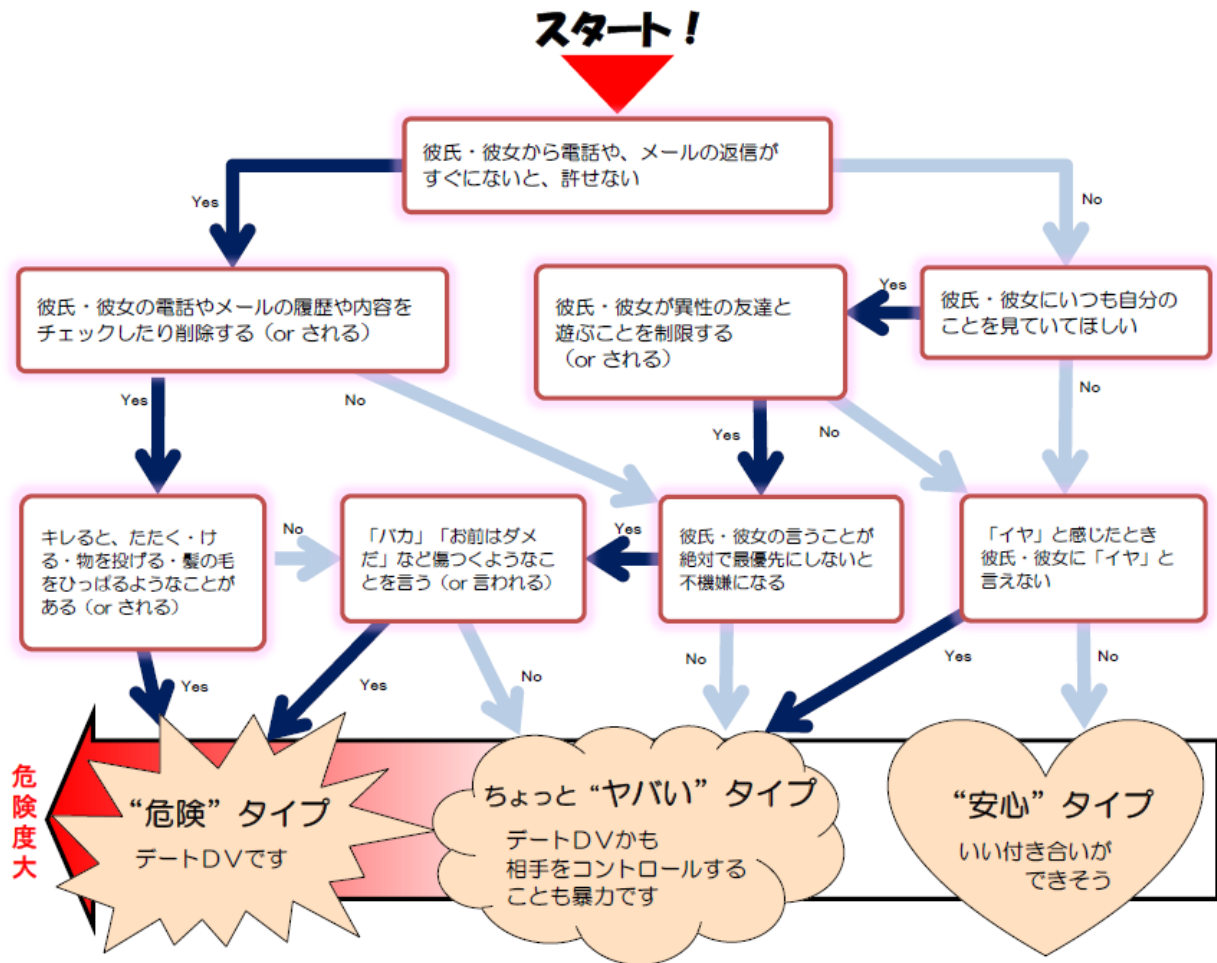 スタート！
彼氏・彼女から電話や、メールの返信が
すぐにないと、許せない
Yes
No
彼氏・彼女の電話やメールの履歴や内容を
チェックしたり削除する（or される）
彼氏・彼女が異性の友達と
遊ぶことを制限する
（or される）
Yes
彼氏・彼女にいつも自分の
ことを見ていてほしい
Yes
No
Yes
No
No
キレると、たたく・け
る・物を投げる・髪の毛
をひっぱるようなことが
ある（or される）
No
「バカ」「お前はダメ
だ」など傷つくようなこ
とを言う（or 言われる）
Yes
彼氏・彼女の言うことが
絶対で最優先にしないと
不機嫌になる
「イヤ」と感じたとき
彼氏・彼女に「イヤ」と
言えない
Yes
Yes
No
No
Yes
No
危険度大
“危険” タイプ
デートＤＶです
ちょっと “ヤバい” タイプ
デートＤＶかも
相手をコントロールする
ことも暴力です
“安心” タイプ
いい付き合いが
できそう